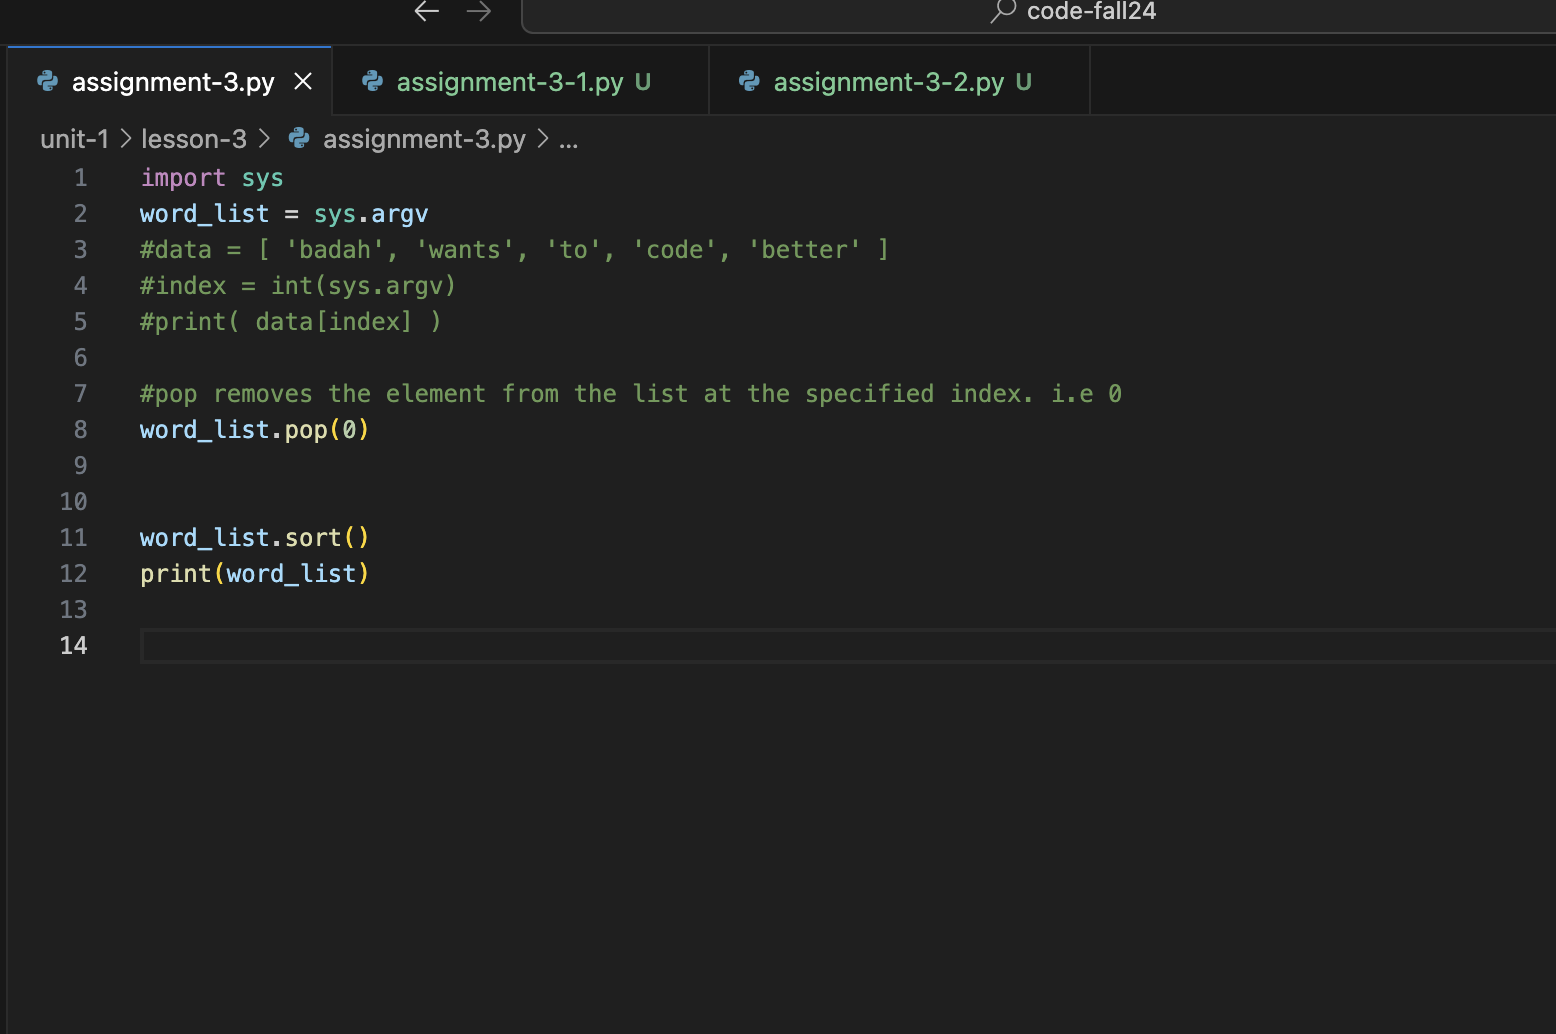 code-fall24
assignment-3.py
assignment-3-1.py U
assignment-3-2.py U
unit-1 > lesson-3 > assignment-3.py > ...
1 import sys
2 word_list = sys.argv
3 #data = [ 'badah', 'wants', 'to', 'code', 'better' ]
4 #index = int(sys.argv)
5 #print( data[index] )
6
7 #pop removes the element from the list at the specified index. i.e 0
8 word_list.pop(0)
9
10
11 word_list.sort()
12 print(word_list)
13
14